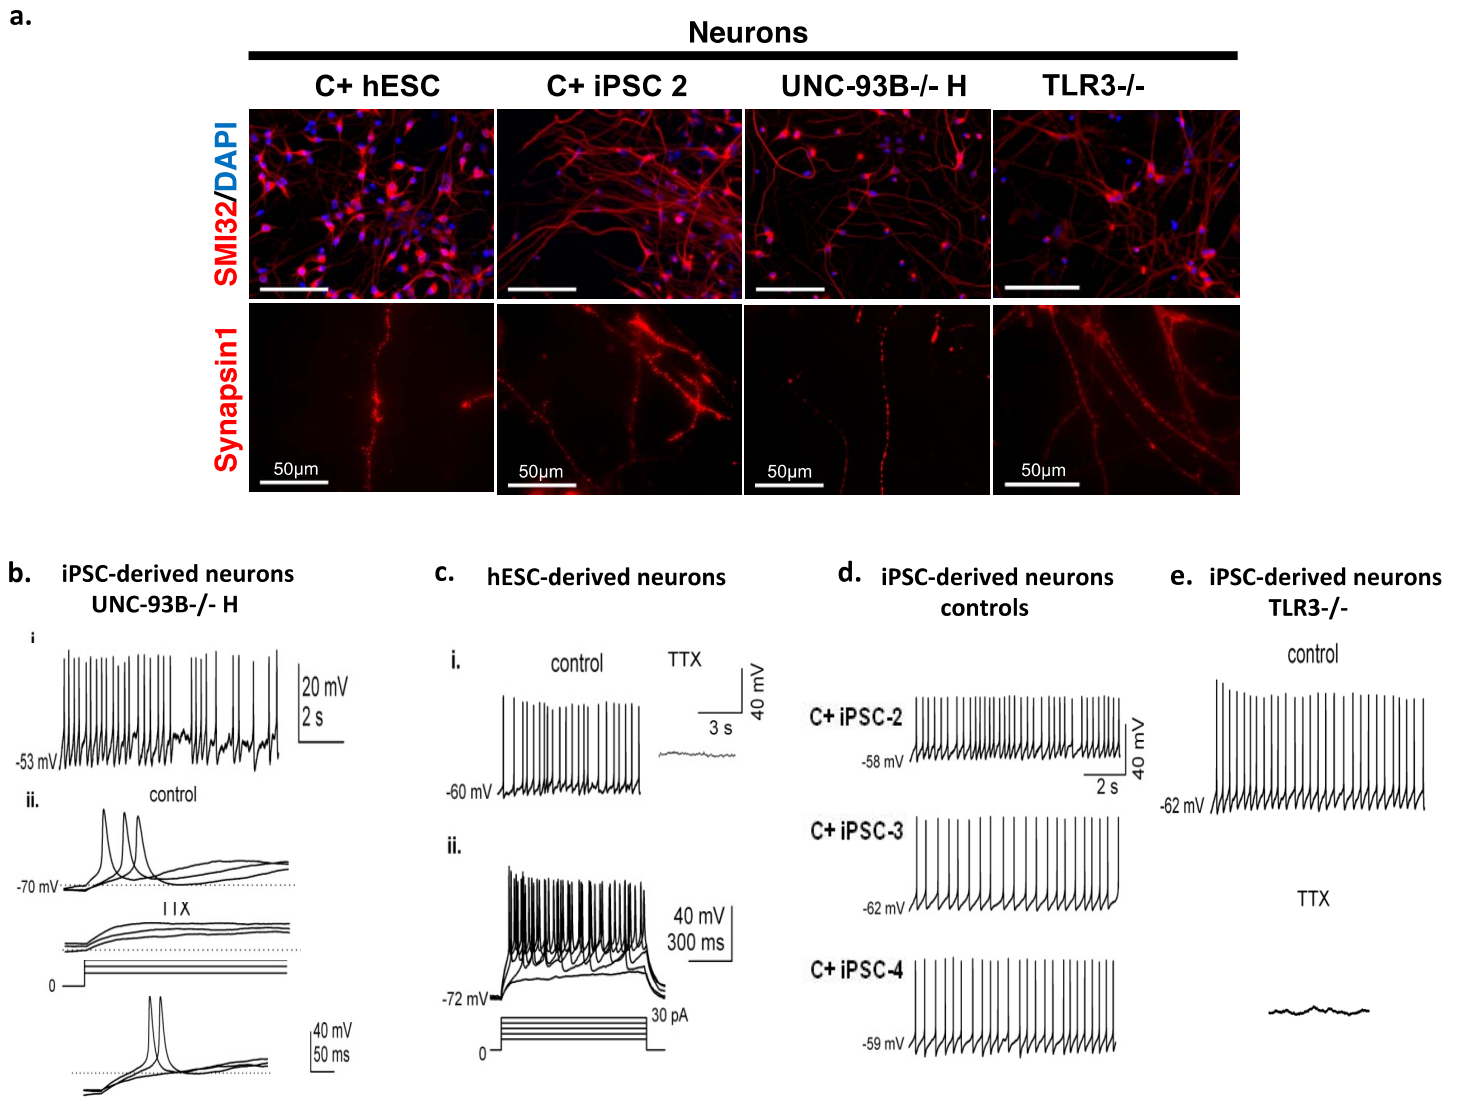 a.
Neurons
C+ hESC
C+ iPSC 2
UNC-93B-/- H
TLR3-/-
SMI32/DAPI
Synapsin1
50µm
50µm
50µm
50µm
b.
iPSC-derived neurons
UNC-93B-/- H
i
20 mV
2 s
-53 mV
ii.
control
-70 mV
TTX
0
40 mV
50 ms
c.
hESC-derived neurons
i.
control
TTX
40 mV
3 s
-60 mV
ii.
40 mV
300 ms
-72 mV
30 pA
0
d.
iPSC-derived neurons
controls
C+ iPSC-2
-58 mV
40 mV
2 s
C+ iPSC-3
-62 mV
C+ iPSC-4
-59 mV
e.
iPSC-derived neurons
TLR3-/-
control
-62 mV
TTX